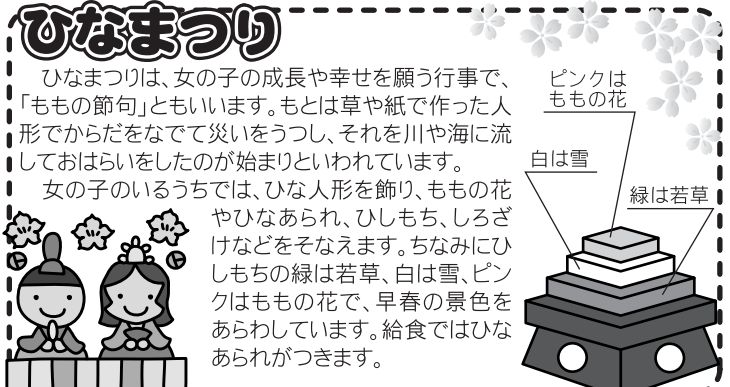 ひなまつり
ひなまつりは、女の子の成長や幸せを願う行事で、
「ももの節句」ともいいます。もとは草や紙で作った人
形でからだをなでて災いをうつし、それを川や海に流
しておはらいをしたのが始まりといわれています。
女の子のいるうちでは、ひな人形を飾り、ももの花
やひなあられ、ひしもち、しろざ
けなどをそなえます。ちなみにひ
しもちの緑は若草、白は雪、ピン
クはももの花で、早春の景色を
あらわしています。給食ではひな
あられがつきます。
ピンクは
ももの花
白は雪
緑は若草